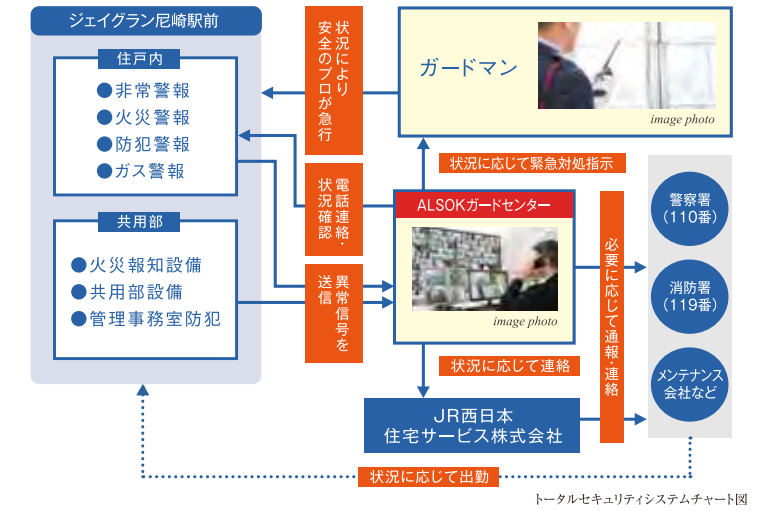 ジェイグラン尼崎駅前
住戸内
●非常警報
●火災警報
●防犯警報
●ガス警報
共用部
●火災報知設備
●共用部設備
●管理事務室防犯
状況により
安全のプロが急行
電話連絡・
状況確認
異常信号を
送信
ガードマン
image photo
状況に応じて緊急対処指示
ALSOKガードセンター
image photo
状況に応じて連絡
JR西日本
住宅サービス株式会社
必要に応じて通報・連絡
警察署
（110番）
消防署
（119番）
メンテナンス
会社など
状況に応じて出動
トータルセキュリティシステムチャート図